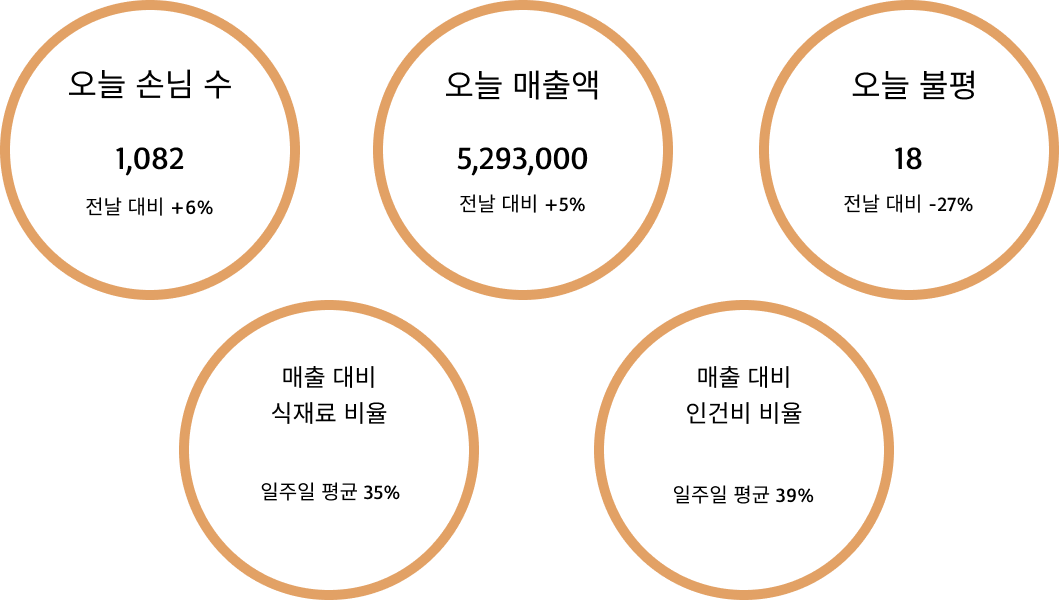 오늘 손님 수
1,082
전날 대비 +6%
오늘 매출액
5,293,000
전날 대비 +5%
오늘 불평
18
전날 대비 -27%
매출 대비
식재료 비율
일주일 평균 35%
매출 대비
인건비 비율
일주일 평균 39%